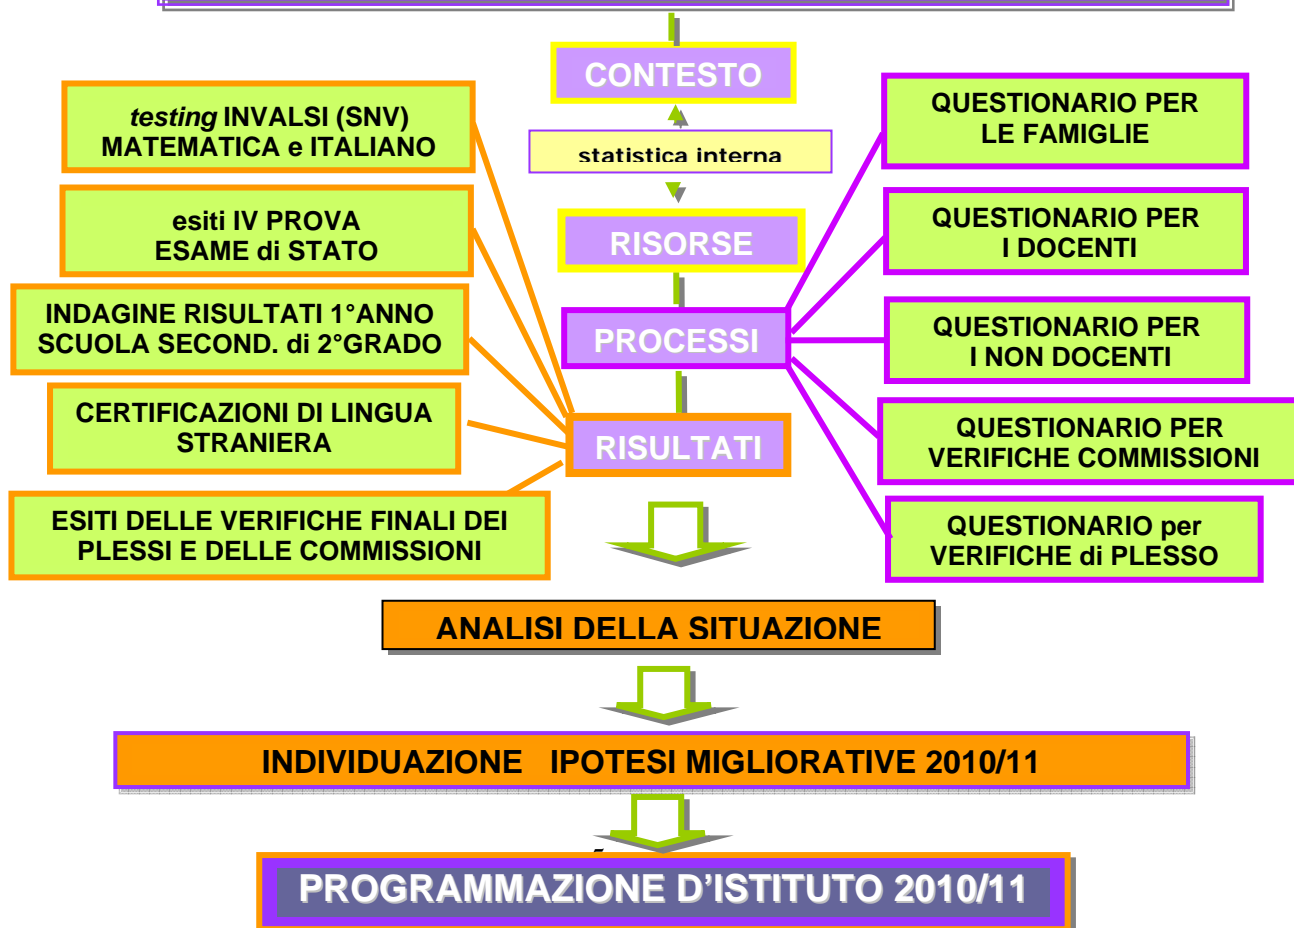 CONTESTO
statistica interna
RISORSE
PROCESSI
RISULTATI
testing INVALSI (SNV)
MATEMATICA e ITALIANO
esiti IV PROVA
ESAME di STATO
INDAGINE RISULTATI 1°ANNO
SCUOLA SECOND. di 2°GRADO
CERTIFICAZIONI DI LINGUA
STRANIERA
ESITI DELLE VERIFICHE FINALI DEI
PLESSI E DELLE COMMISSIONI
QUESTIONARIO PER
LE FAMIGLIE
QUESTIONARIO PER
I DOCENTI
QUESTIONARIO PER
I NON DOCENTI
QUESTIONARIO PER
VERIFICHE COMMISSIONI
QUESTIONARIO per
VERIFICHE di PLESSO
ANALISI DELLA SITUAZIONE
INDIVIDUAZIONE IPOTESI MIGLIORATIVE 2010/11
PROGRAMMAZIONE D’ISTITUTO 2010/11